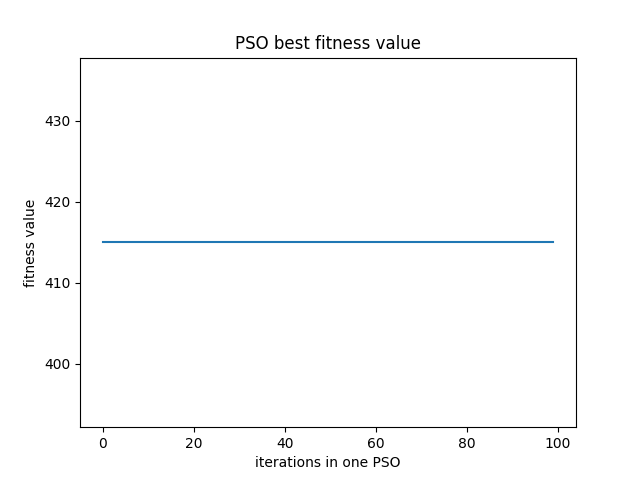 PSO best fitness value
fitness value
430
420
410
400
0 20 40 60 80 100
iterations in one PSO